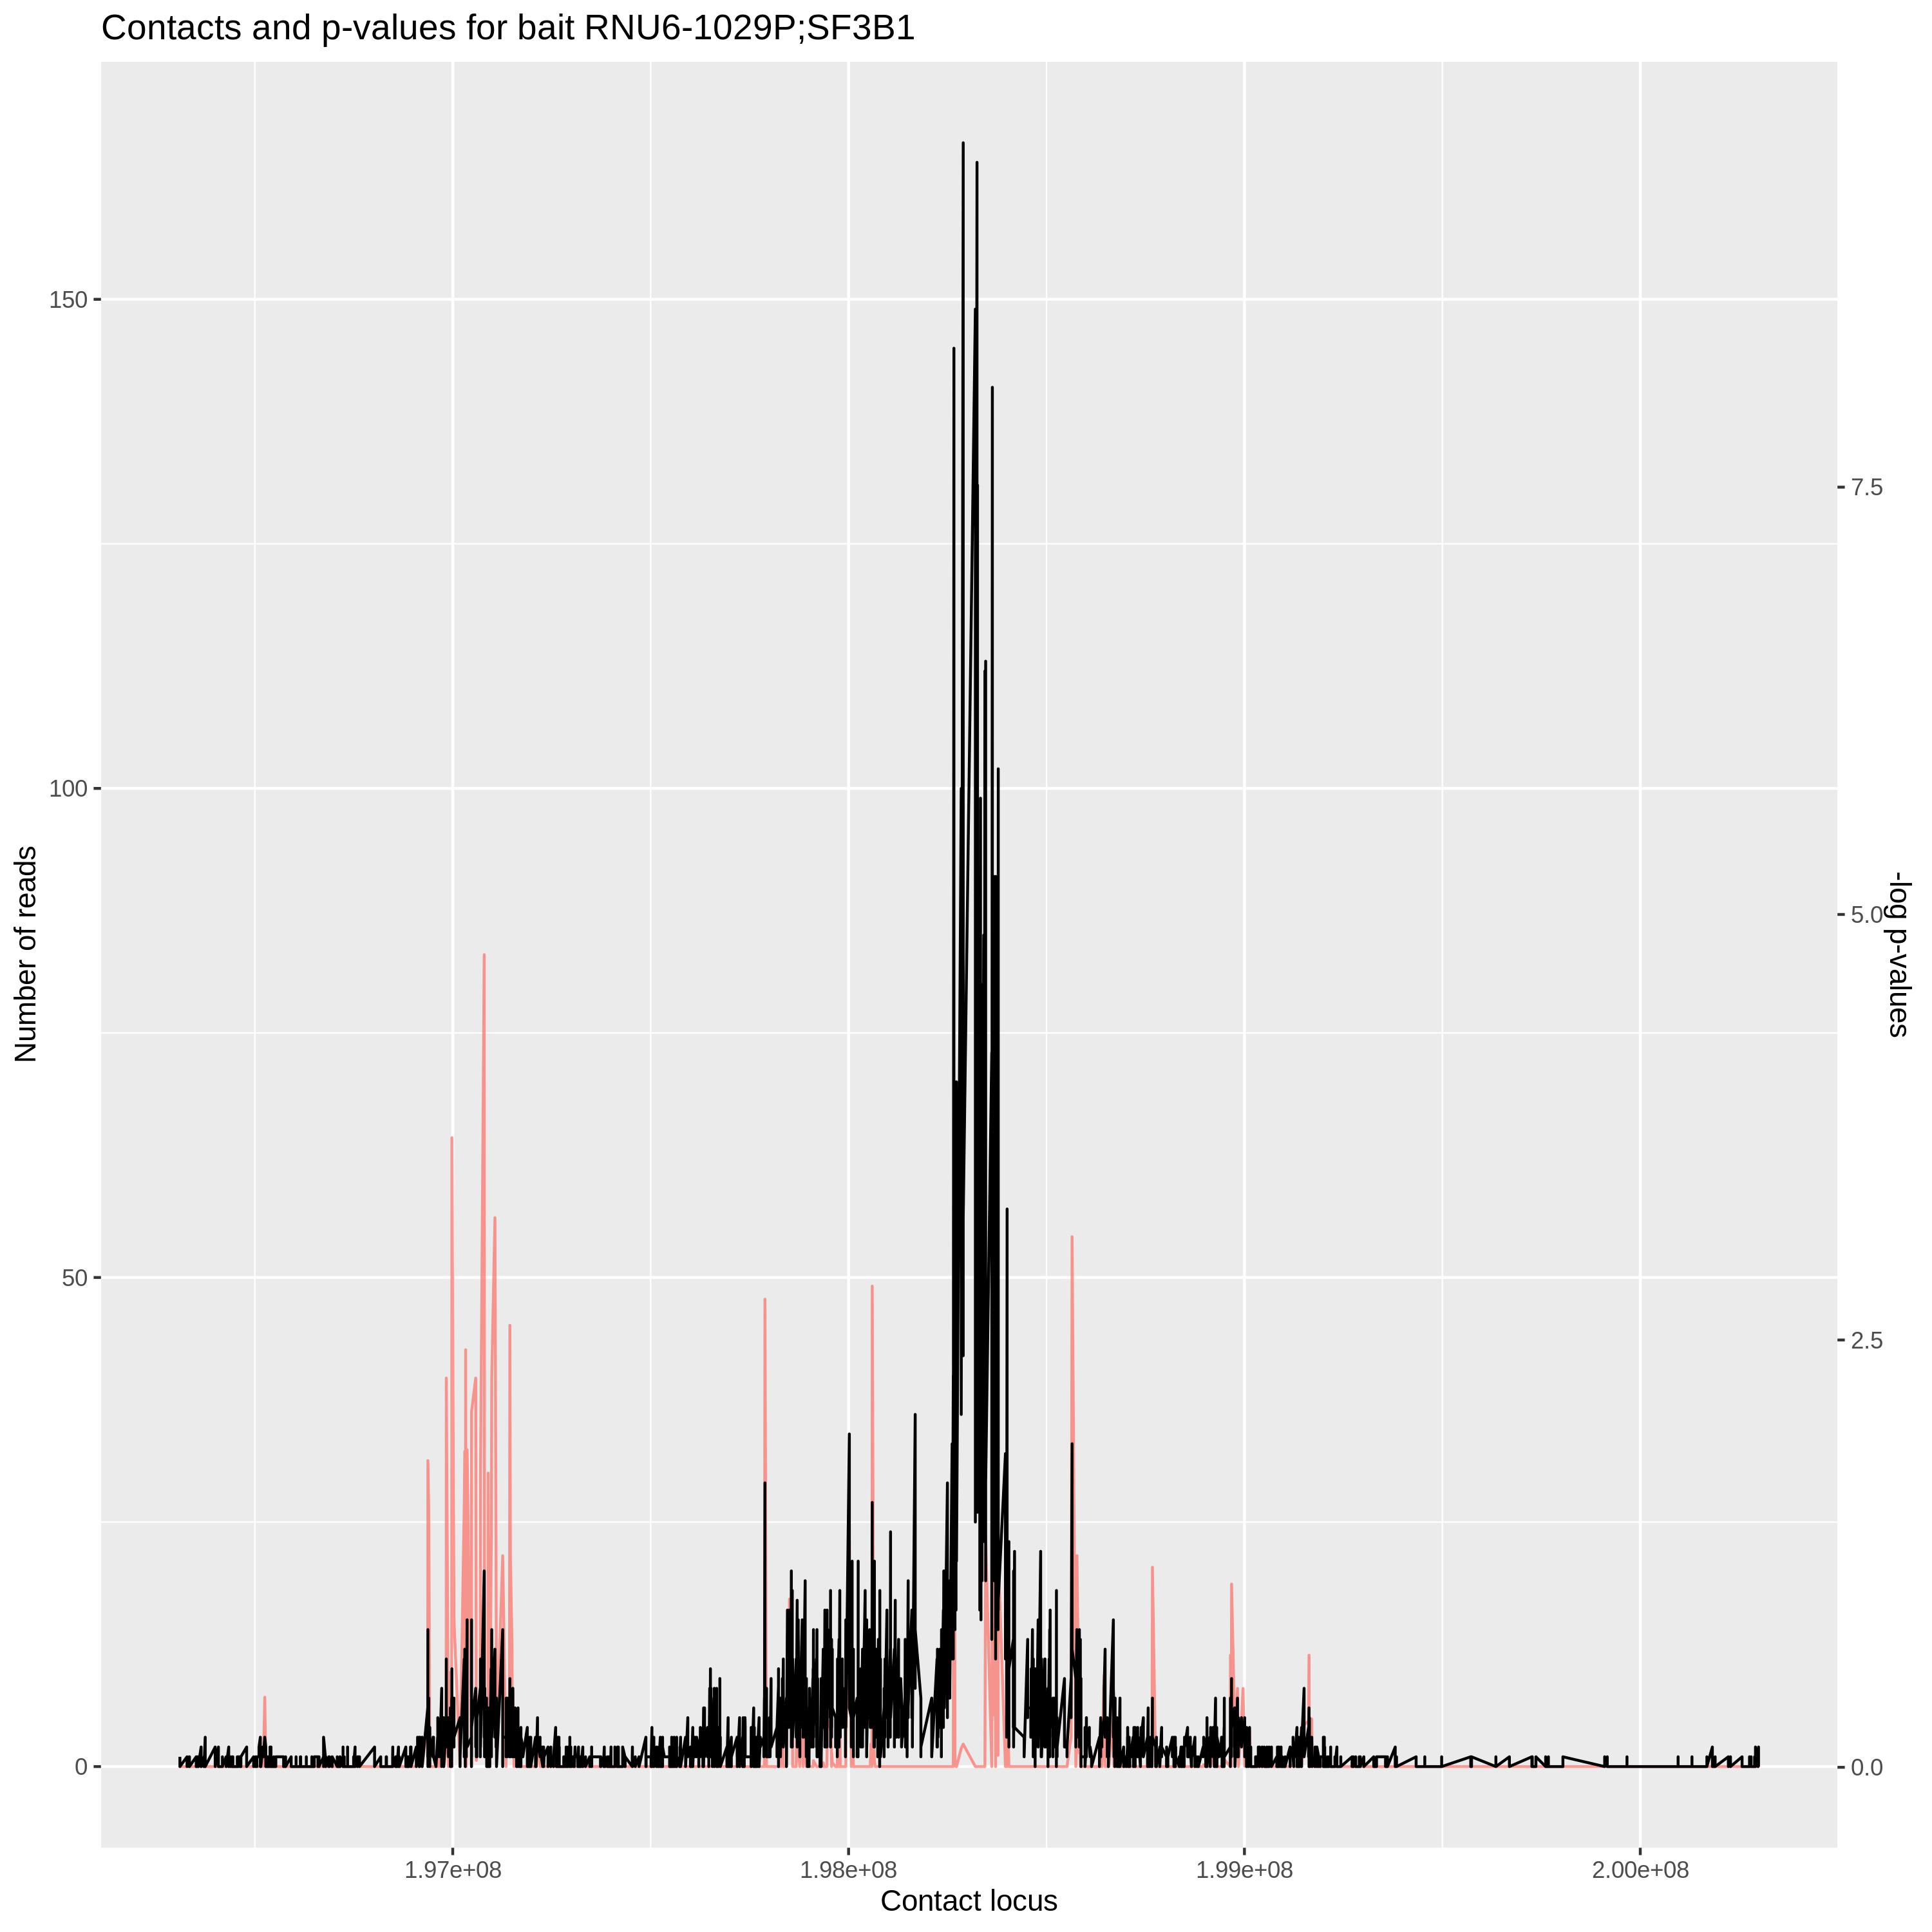 Contacts and p-values for bait RNU6-1029P;SF3B1
150
100
50
0
Number of reads
7.5
5.0
2.5
0.0
-log p-values
1.97e+08
1.98e+08
1.99e+08
2.00e+08
Contact locus